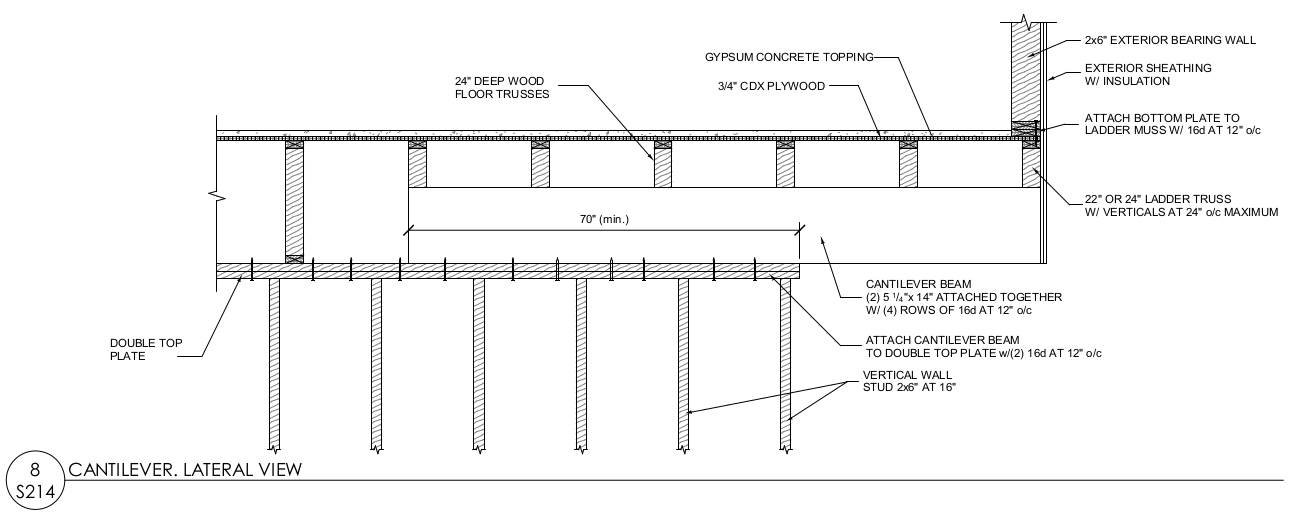 2x6" EXTERIOR BEARING WALL
GYPSUM CONCRETE TOPPING
EXTERIOR SHEATHING
W/ INSULATION
24" DEEP WOOD
FLOOR TRUSSES
3/4" CDX PLYWOOD
ATTACH BOTTOM PLATE TO
LADDER MUSS W/ 16d AT 12" o/c
22" OR 24" LADDER TRUSS
W/ VERTICALS AT 24" o/c MAXIMUM
70" (min.)
CANTILEVER BEAM
(2) 5 1/4"x 14" ATTACHED TOGETHER
W/ (4) ROWS OF 16d AT 12" o/c
DOUBLE TOP
PLATE
ATTACH CANTILEVER BEAM
TO DOUBLE TOP PLATE w/(2) 16d AT 12" o/c
VERTICAL WALL
STUD 2x6" AT 16"
8
S214
CANTILEVER. LATERAL VIEW